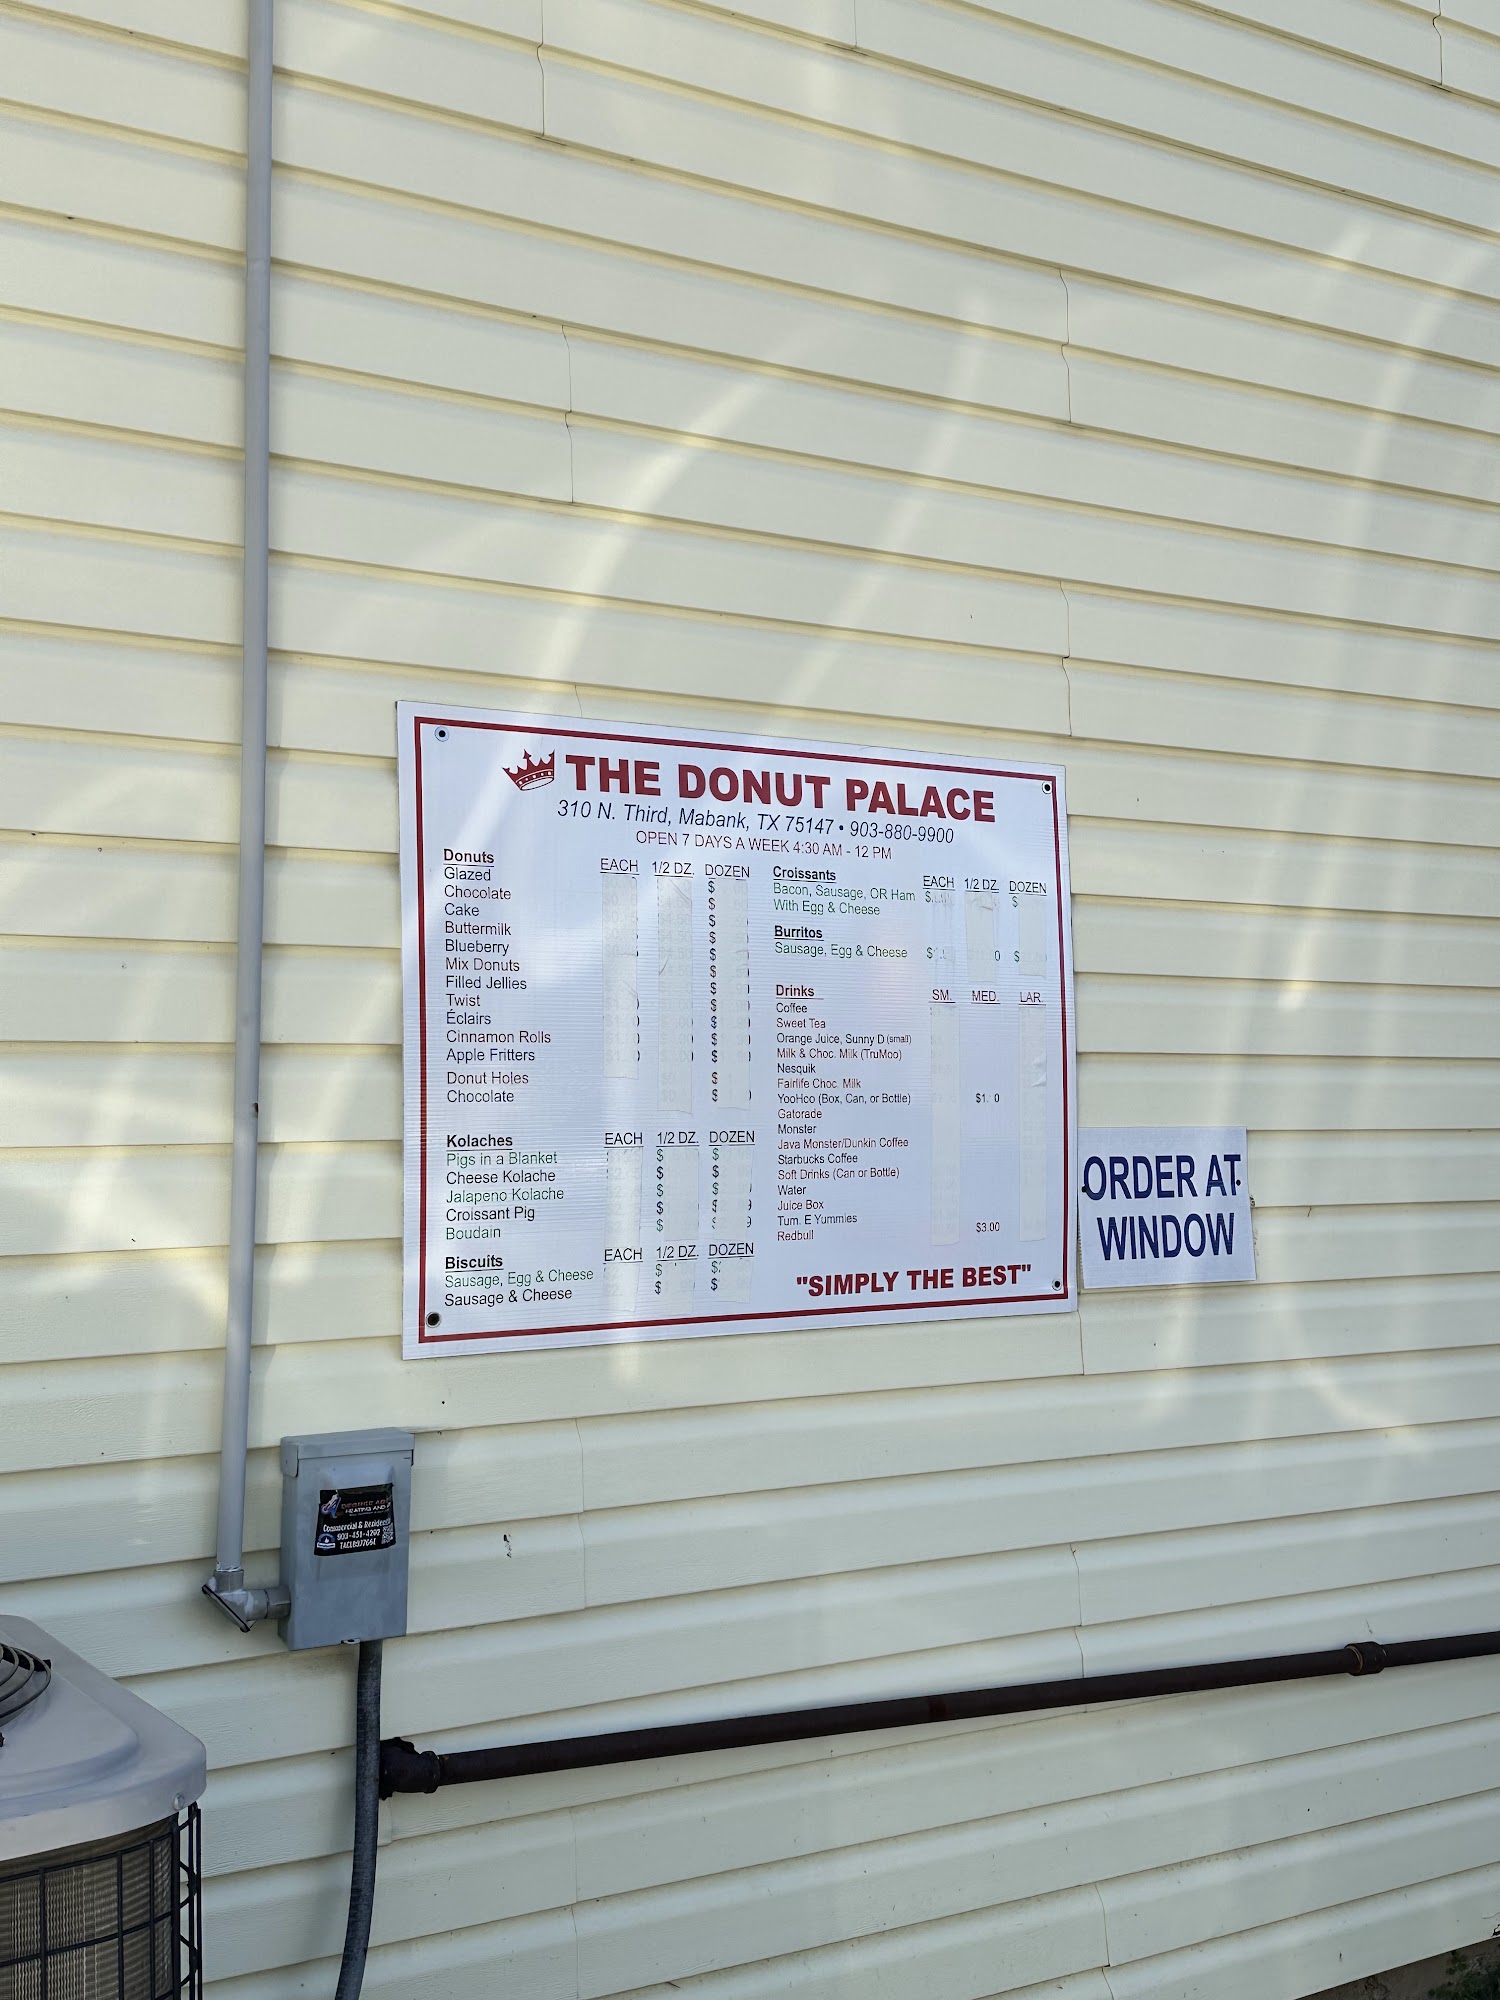 THE DONUT PALACE
310 N. Third, Mabank, TX 75147 • 903-880-9900
OPEN 7 DAYS A WEEK 4:30 AM - 12 PM
Donuts EACH 1/2 DZ. DOZEN
Glazed $
Chocolate $
Cake $
Buttermilk $
Blueberry $
Mix Donuts $
Filled Jellies $
Twist $
Éclairs $
Cinnamon Rolls $
Apple Fritters $
Donut Holes $
Chocolate $
Kolaches EACH 1/2 DZ. DOZEN
Pigs in a Blanket $ $
Cheese Kolache $ $
Jalapeno Kolache $ $
Croissant Pig $ $
Boudain $
Biscuits EACH 1/2 DZ. DOZEN
Sausage, Egg & Cheese $ $
Sausage & Cheese $ $
Croissants EACH 1/2 DZ. DOZEN
Bacon, Sausage, OR Ham $ $
With Egg & Cheese
Burritos
Sausage, Egg & Cheese $ $
Drinks SM. MED. LAR.
Coffee
Sweet Tea
Orange Juice, Sunny D (small)
Milk & Choc. Milk (TruMoo)
Nesquik
Fairlife Choc. Milk
YooHoo (Box, Can, or Bottle)
Gatorade
Monster
Java Monster/Dunkin Coffee
Starbucks Coffee
Soft Drinks (Can or Bottle)
Water
Juice Box
Tum. E Yummies
Redbull $3.00
"SIMPLY THE BEST"
ORDER AT
WINDOW
HEATING AND
Commercial &
903-451-4292